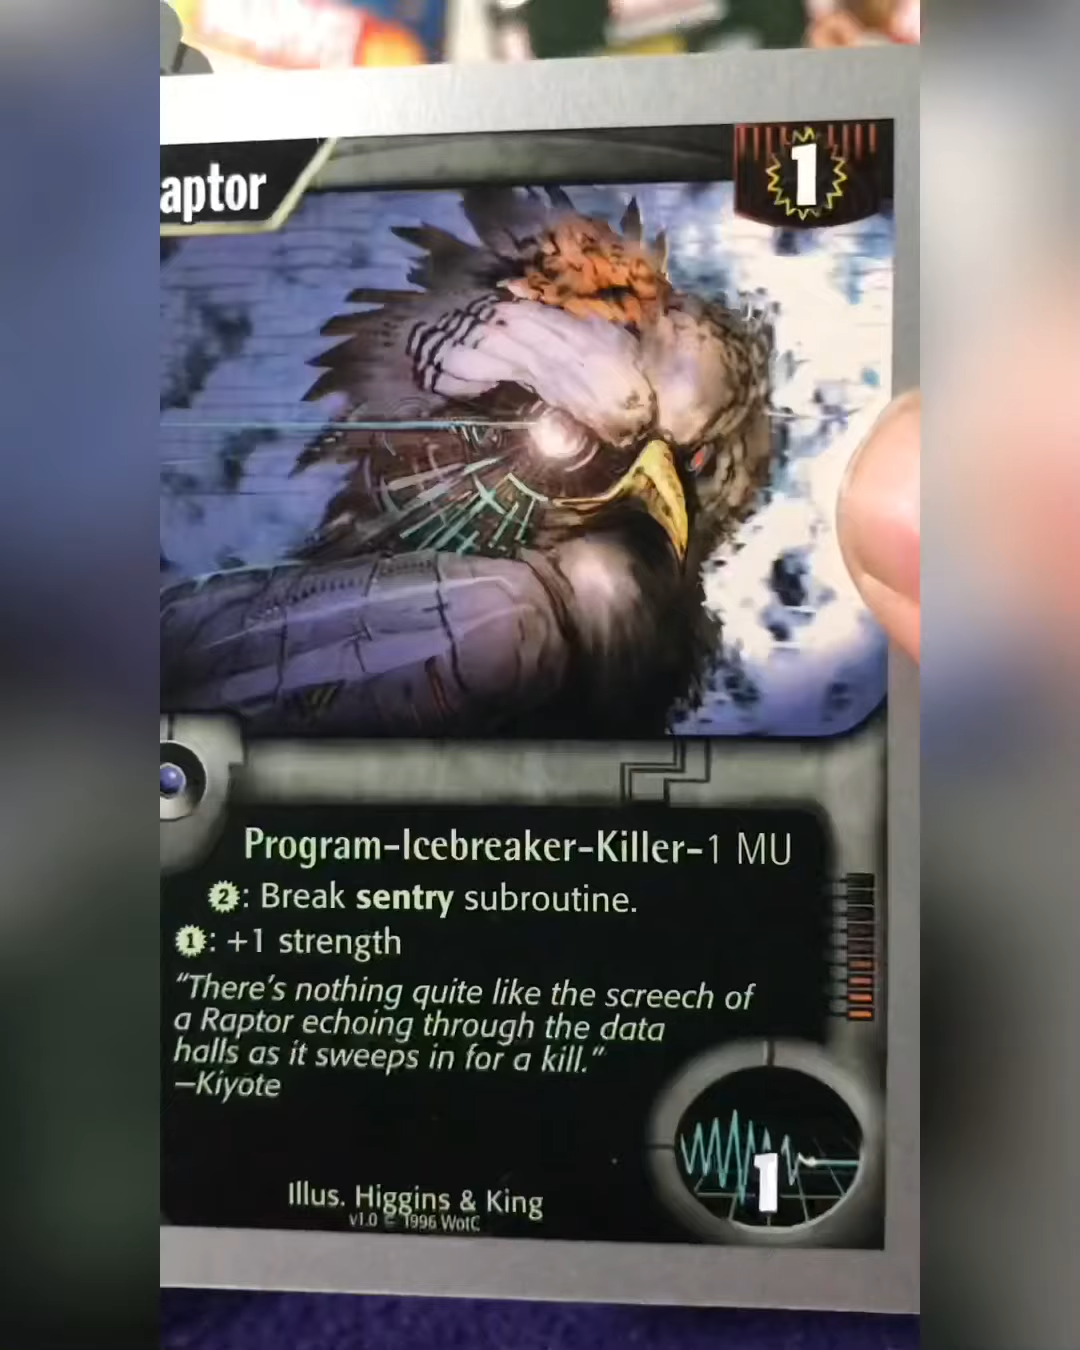 aptor
1
Program-Icebreaker-Killer-1 MU
2: Break sentry subroutine.
1: +1 strength
“There's nothing quite like the screech of
a Raptor echoing through the data
halls as it sweeps in for a kill.”
—Kiyote
1
Illus. Higgins & King
v1.0 © 1996 WotC